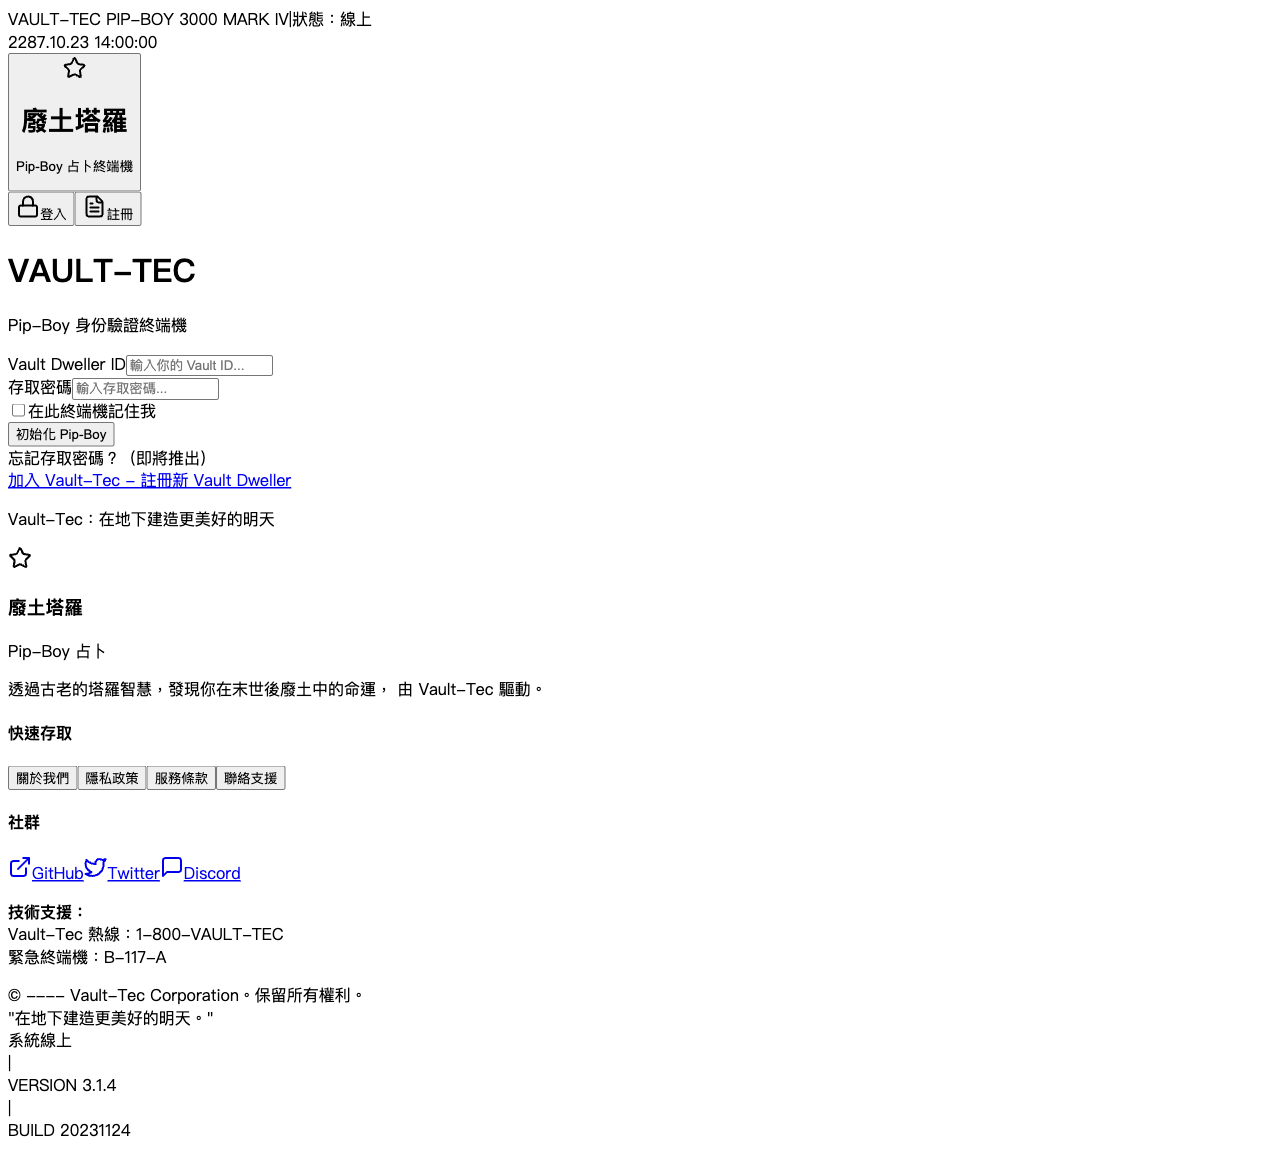 VAULT-TEC PIP-BOY 3000 MARK IV|狀態：線上
2287.10.23 14:00:00
廢土塔羅
Pip-Boy 占卜終端機
登入 註冊
VAULT-TEC
Pip-Boy 身份驗證終端機
Vault Dweller ID 輸入你的 Vault ID...
存取密碼 輸入存取密碼...
在此終端機記住我
初始化 Pip-Boy
忘記存取密碼？（即將推出）
加入 Vault-Tec - 註冊新 Vault Dweller
Vault-Tec：在地下建造更美好的明天
廢土塔羅
Pip-Boy 占卜
透過古老的塔羅智慧，發現你在末世後廢土中的命運， 由 Vault-Tec 驅動。
快速存取
關於我們 隱私政策 服務條款 聯絡支援
社群
GitHub Twitter Discord
技術支援：
Vault-Tec 熱線：1-800-VAULT-TEC
緊急終端機：B-117-A
© ---- Vault-Tec Corporation。保留所有權利。
"在地下建造更美好的明天。"
系統線上
|
VERSION 3.1.4
|
BUILD 20231124